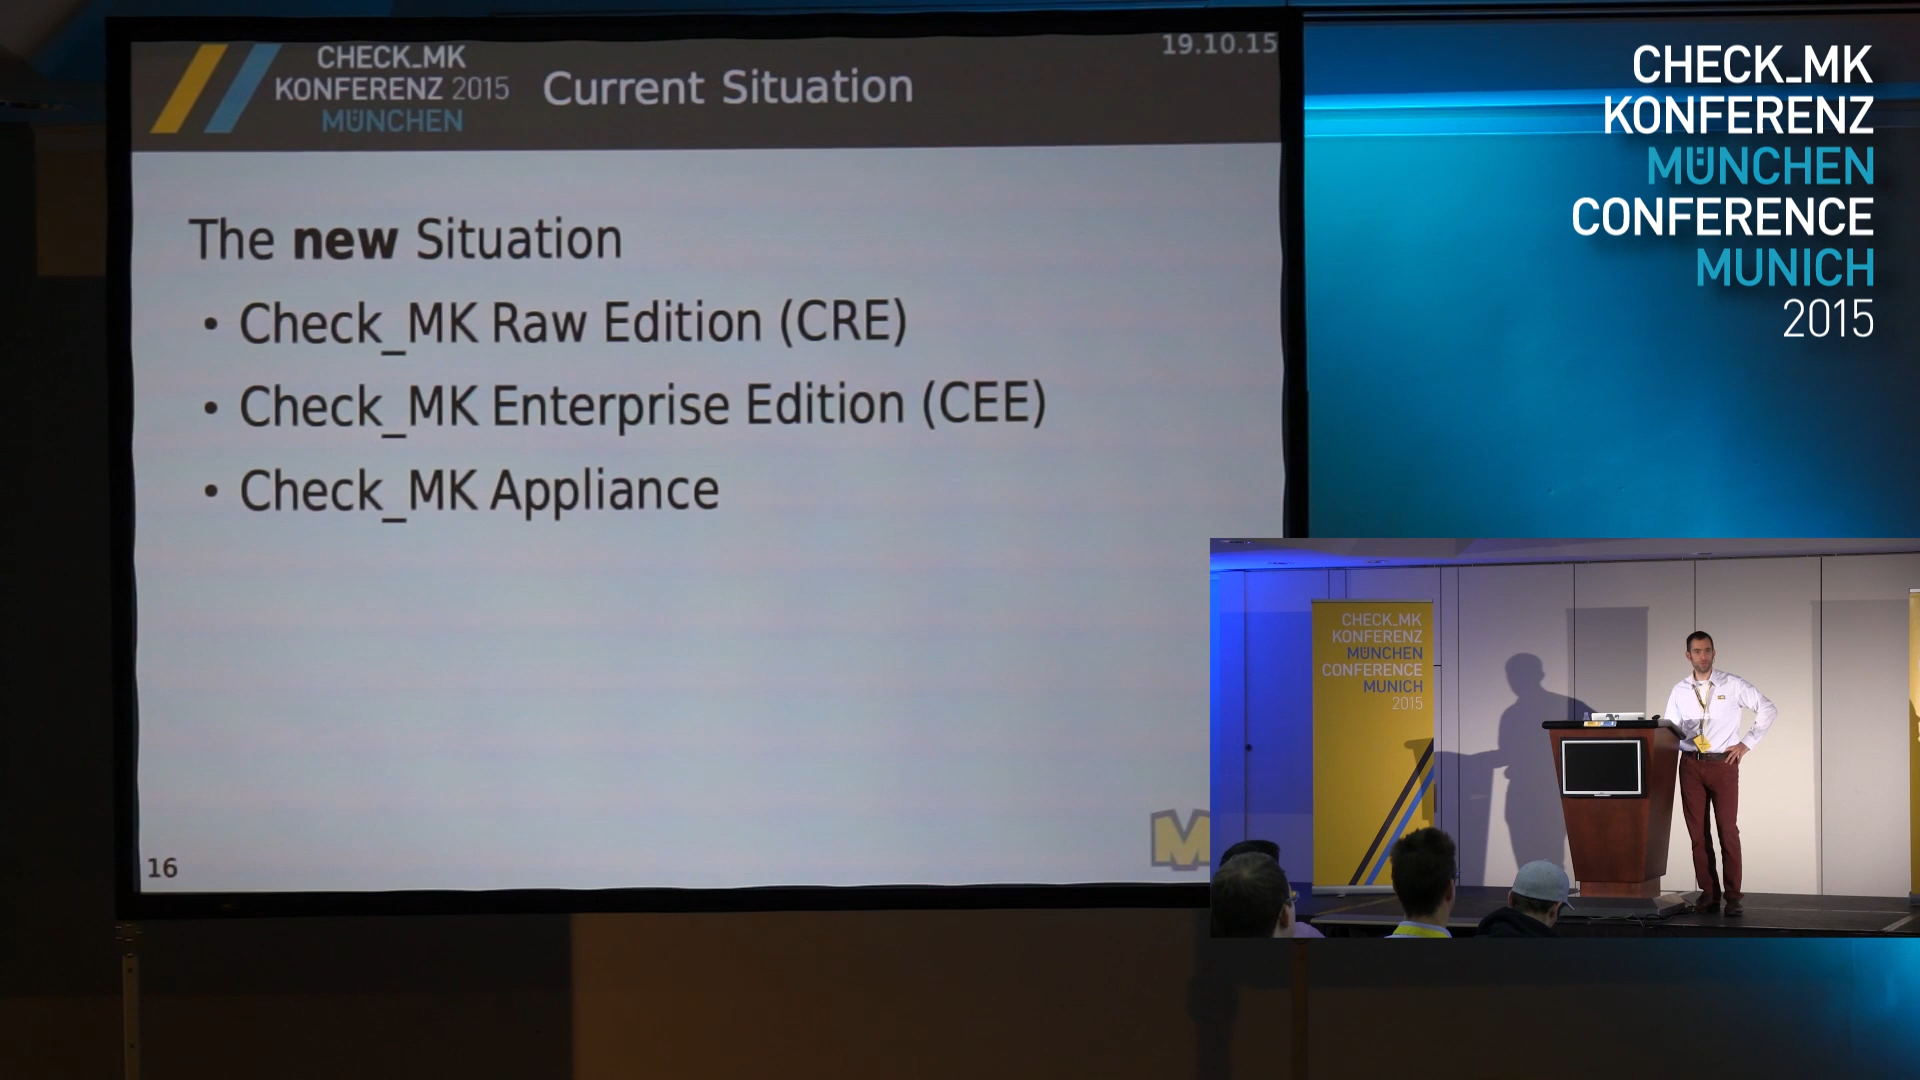 CHECK_MK
KONFERENZ 2015
MÜNCHEN
Current Situation
19.10.15
The new Situation
• Check_MK Raw Edition (CRE)
• Check_MK Enterprise Edition (CEE)
• Check_MK Appliance
16
M
CHECK_MK
KONFERENZ
MÜNCHEN
CONFERENCE
MUNICH
2015
CHECK_MK
KONFERENZ
MÜNCHEN
CONFERENCE
MUNICH
2015